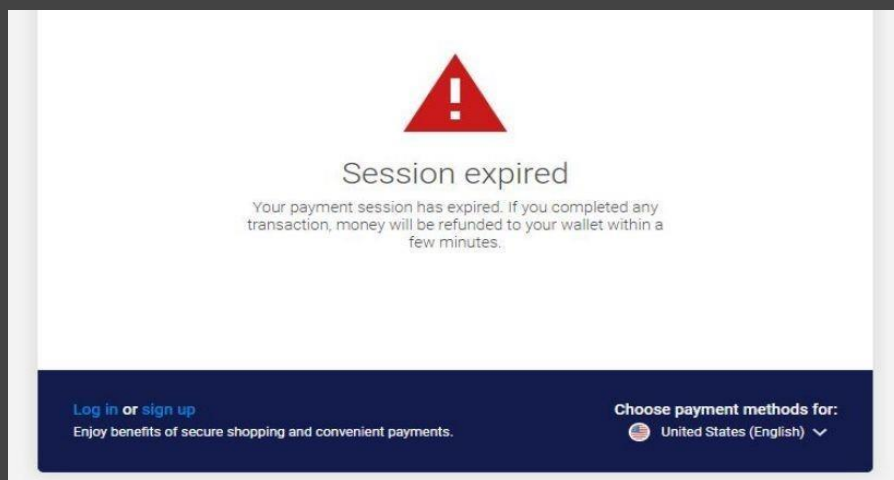 Session expired
Your payment session has expired. If you completed any
transaction, money will be refunded to your wallet within a
few minutes.
Log in or sign up
Enjoy benefits of secure shopping and convenient payments.
Choose payment methods for:
United States (English)